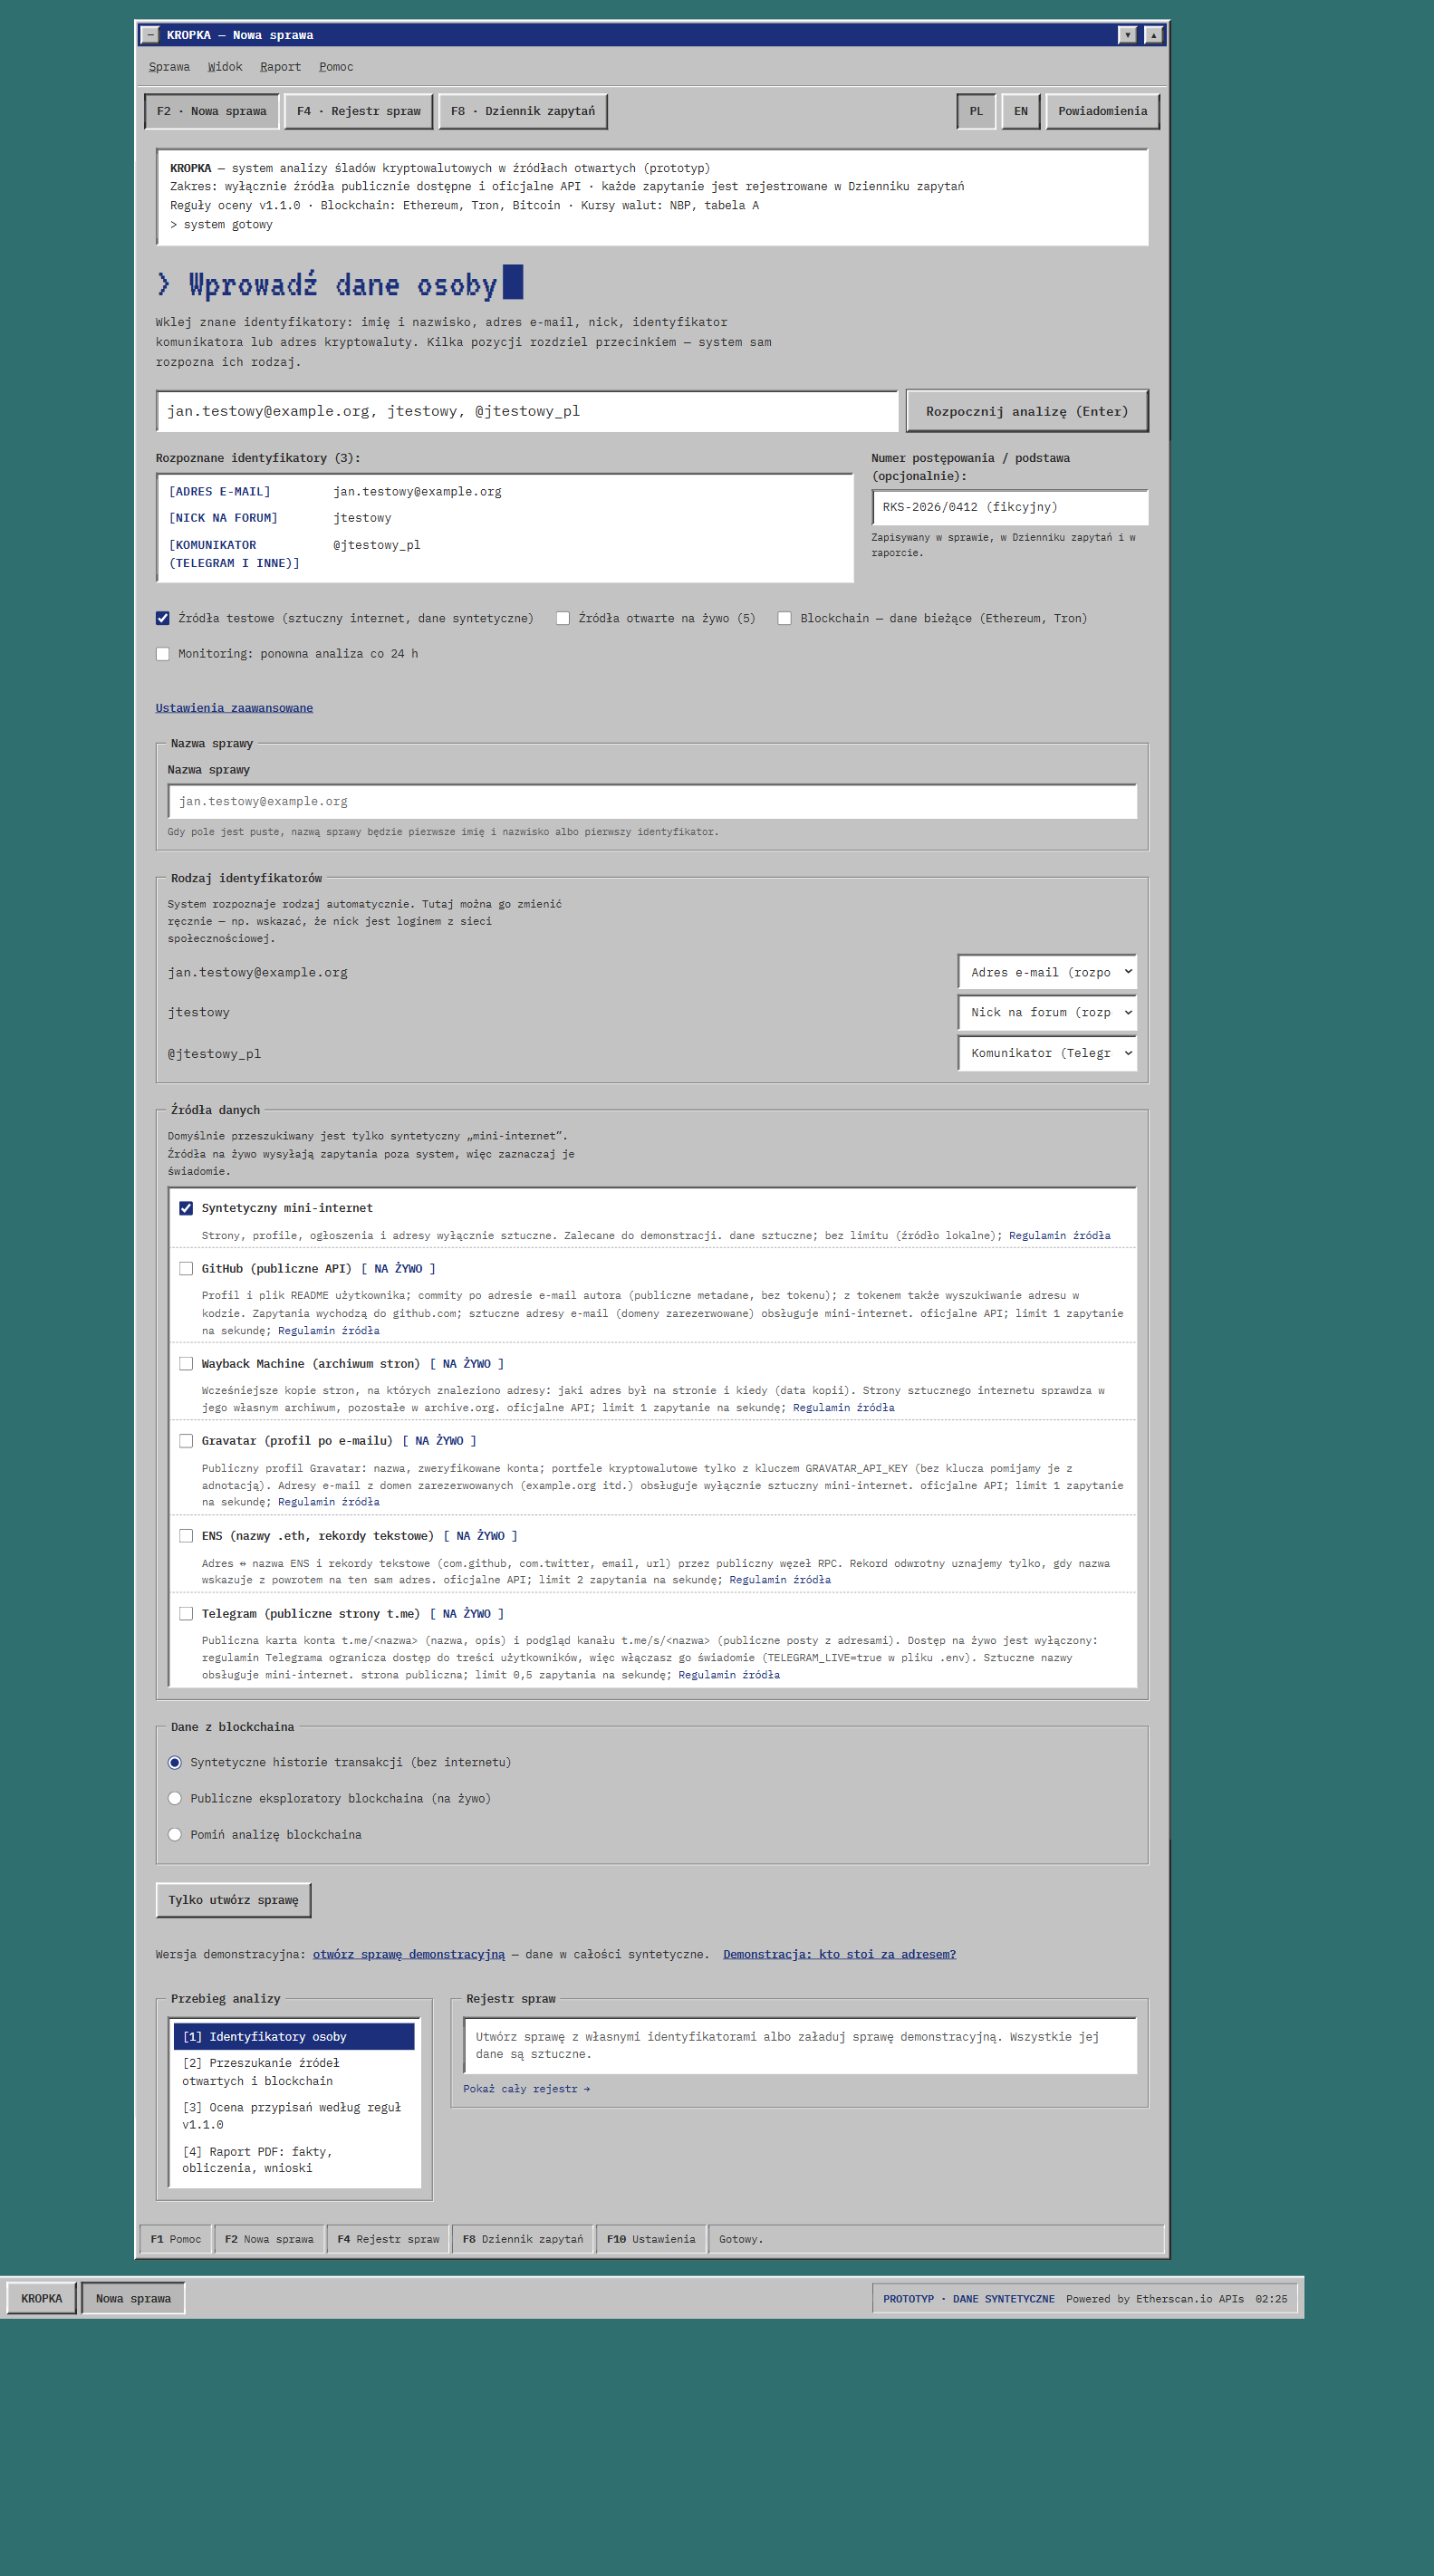 KROPKA — Nowa sprawa
Sprawa Widok Raport Pomoc
F2 · Nowa sprawa F4 · Rejestr spraw F8 · Dziennik zapytań PL EN Powiadomienia
KROPKA — system analizy śladów kryptowalutowych w źródłach otwartych (prototyp)
Zakres: wyłącznie źródła publicznie dostępne i oficjalne API · każde zapytanie jest rejestrowane w Dzienniku zapytań
Reguły oceny v1.1.0 · Blockchain: Ethereum, Tron, Bitcoin · Kursy walut: NBP, tabela A
> system gotowy
> Wprowadź dane osoby
Wklej znane identyfikatory: imię i nazwisko, adres e-mail, nick, identyfikator
komunikatora lub adres kryptowaluty. Kilka pozycji rozdziel przecinkiem — system sam
rozpozna ich rodzaj.
jan.testowy@example.org, jtestowy, @jtestowy_pl Rozpocznij analizę (Enter)
Rozpoznane identyfikatory (3):
[ADRES E-MAIL] jan.testowy@example.org
[NICK NA FORUM] jtestowy
[KOMUNIKATOR @jtestowy_pl
(TELEGRAM I INNE)]
Numer postępowania / podstawa
(opcjonalnie):
RKS-2026/0412 (fikcyjny)
Zapisywany w sprawie, w Dzienniku zapytań i w
raporcie.
Źródła testowe (sztuczny internet, dane syntetyczne) Źródła otwarte na żywo (5) Blockchain — dane bieżące (Ethereum, Tron)
Monitoring: ponowna analiza co 24 h
Ustawienia zaawansowane
Nazwa sprawy
Nazwa sprawy
jan.testowy@example.org
Gdy pole jest puste, nazwą sprawy będzie pierwsze imię i nazwisko albo pierwszy identyfikator.
Rodzaj identyfikatorów
System rozpoznaje rodzaj automatycznie. Tutaj można go zmienić
ręcznie — np. wskazać, że nick jest loginem z sieci
społecznościowej.
jan.testowy@example.org Adres e-mail (rozpo
jtestowy Nick na forum (rozp
@jtestowy_pl Komunikator (Telegr
Źródła danych
Domyślnie przeszukiwany jest tylko syntetyczny „mini-internet”.
Źródła na żywo wysyłają zapytania poza system, więc zaznaczaj je
świadomie.
Syntetyczny mini-internet
Strony, profile, ogłoszenia i adresy wyłącznie sztuczne. Zalecane do demonstracji. dane sztuczne; bez limitu (źródło lokalne); Regulamin źródła
GitHub (publiczne API) [ NA ŻYWO ]
Profil i plik README użytkownika; commity po adresie e-mail autora (publiczne metadane, bez tokenu); z tokenem także wyszukiwanie adresu w
kodzie. Zapytania wychodzą do github.com; sztuczne adresy e-mail (domeny zarezerwowane) obsługuje mini-internet. oficjalne API; limit 1 zapytanie
na sekundę; Regulamin źródła
Wayback Machine (archiwum stron) [ NA ŻYWO ]
Wcześniejsze kopie stron, na których znaleziono adresy: jaki adres był na stronie i kiedy (data kopii). Strony sztucznego internetu sprawdza w
jego własnym archiwum, pozostałe w archive.org. oficjalne API; limit 1 zapytanie na sekundę; Regulamin źródła
Gravatar (profil po e-mailu) [ NA ŻYWO ]
Publiczny profil Gravatar: nazwa, zweryfikowane konta; portfele kryptowalutowe tylko z kluczem GRAVATAR_API_KEY (bez klucza pomijamy je z
adnotacją). Adresy e-mail z domen zarezerwowanych (example.org itd.) obsługuje wyłącznie sztuczny mini-internet. oficjalne API; limit 1 zapytanie
na sekundę; Regulamin źródła
ENS (nazwy .eth, rekordy tekstowe) [ NA ŻYWO ]
Adres ↔ nazwa ENS i rekordy tekstowe (com.github, com.twitter, email, url) przez publiczny węzeł RPC. Rekord odwrotny uznajemy tylko, gdy nazwa
wskazuje z powrotem na ten sam adres. oficjalne API; limit 2 zapytania na sekundę; Regulamin źródła
Telegram (publiczne strony t.me) [ NA ŻYWO ]
Publiczna karta konta t.me/<nazwa> (nazwa, opis) i podgląd kanału t.me/s/<nazwa> (publiczne posty z adresami). Dostęp na żywo jest wyłączony:
regulamin Telegrama ogranicza dostęp do treści użytkowników, więc włączasz go świadomie (TELEGRAM_LIVE=true w pliku .env). Sztuczne nazwy
obsługuje mini-internet. strona publiczna; limit 0,5 zapytania na sekundę; Regulamin źródła
Dane z blockchaina
Syntetyczne historie transakcji (bez internetu)
Publiczne eksploratory blockchaina (na żywo)
Pomiń analizę blockchaina
Tylko utwórz sprawę
Wersja demonstracyjna: otwórz sprawę demonstracyjną — dane w całości syntetyczne. Demonstracja: kto stoi za adresem?
Przebieg analizy
[1] Identyfikatory osoby
[2] Przeszukanie źródeł
otwartych i blockchain
[3] Ocena przypisań według reguł
v1.1.0
[4] Raport PDF: fakty,
obliczenia, wnioski
Rejestr spraw
Utwórz sprawę z własnymi identyfikatorami albo załaduj sprawę demonstracyjną. Wszystkie jej
dane są sztuczne.
Pokaż cały rejestr →
F1 Pomoc F2 Nowa sprawa F4 Rejestr spraw F8 Dziennik zapytań F10 Ustawienia Gotowy.
KROPKA Nowa sprawa PROTOTYP · DANE SYNTETYCZNE Powered by Etherscan.io APIs 02:25